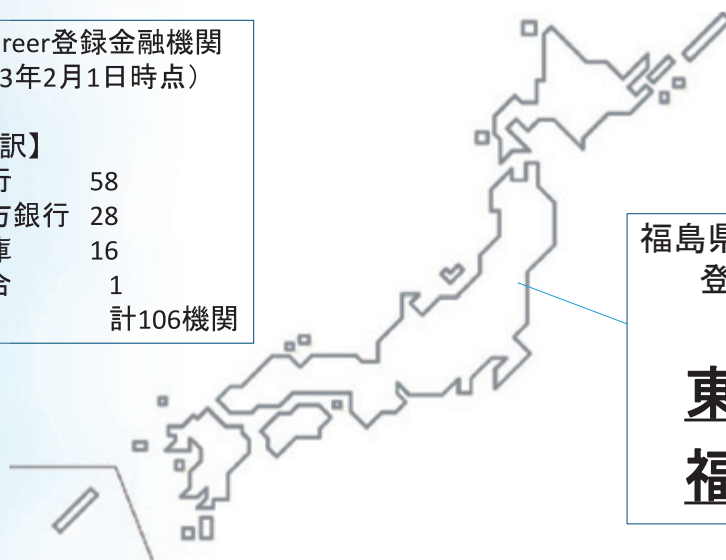 reer登録金融機関
3年2月1日時点）
訳】
行 58
方銀行 28
庫 16
合 1
計106機関
福島県
登
東
福